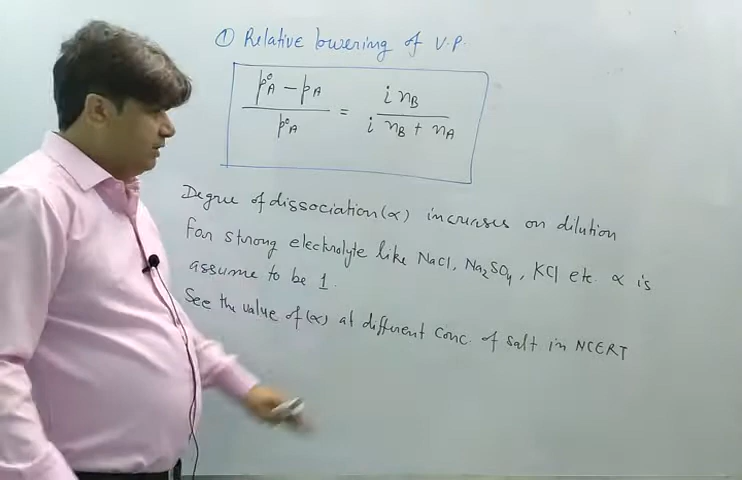 ① Relative lowering of V.P.
p°A − pA / p°A = i nB / i nB + nA
Degree of dissociation (α) increases on dilution
For strong electrolyte like NaCl, Na₂SO₄, KCl etc. α is
assume to be 1.
See the value of (α) at different conc. of salt in NCERT